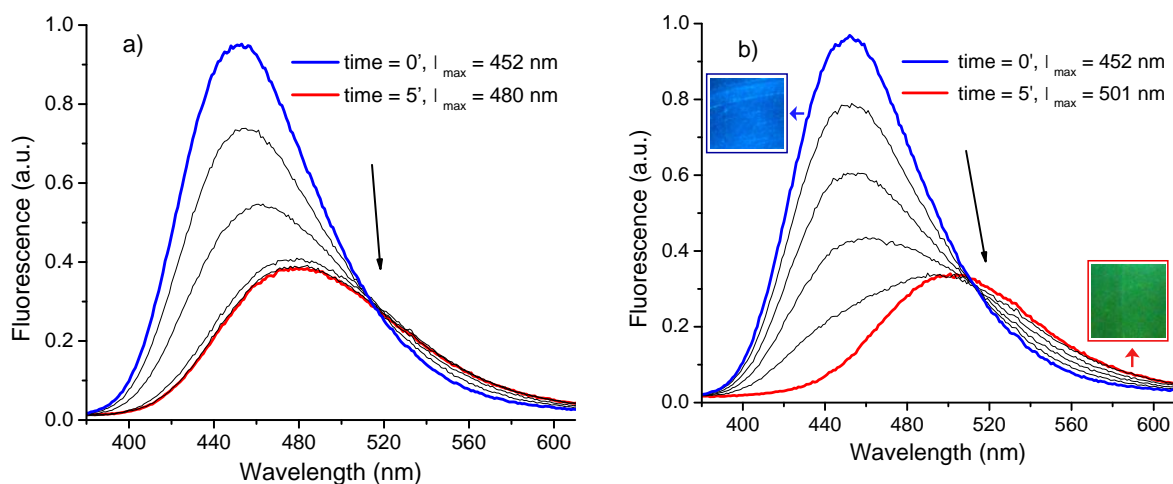 a)
time = 0', l max = 452 nm
time = 5', l max = 480 nm
Fluorescence (a.u.)
1.0
0.8
0.6
0.4
0.2
0.0
400 440 480 520 560 600
Wavelength (nm)
b)
time = 0', l max = 452 nm
time = 5', l max = 501 nm
Fluorescence (a.u.)
1.0
0.8
0.6
0.4
0.2
0.0
400 440 480 520 560 600
Wavelength (nm)